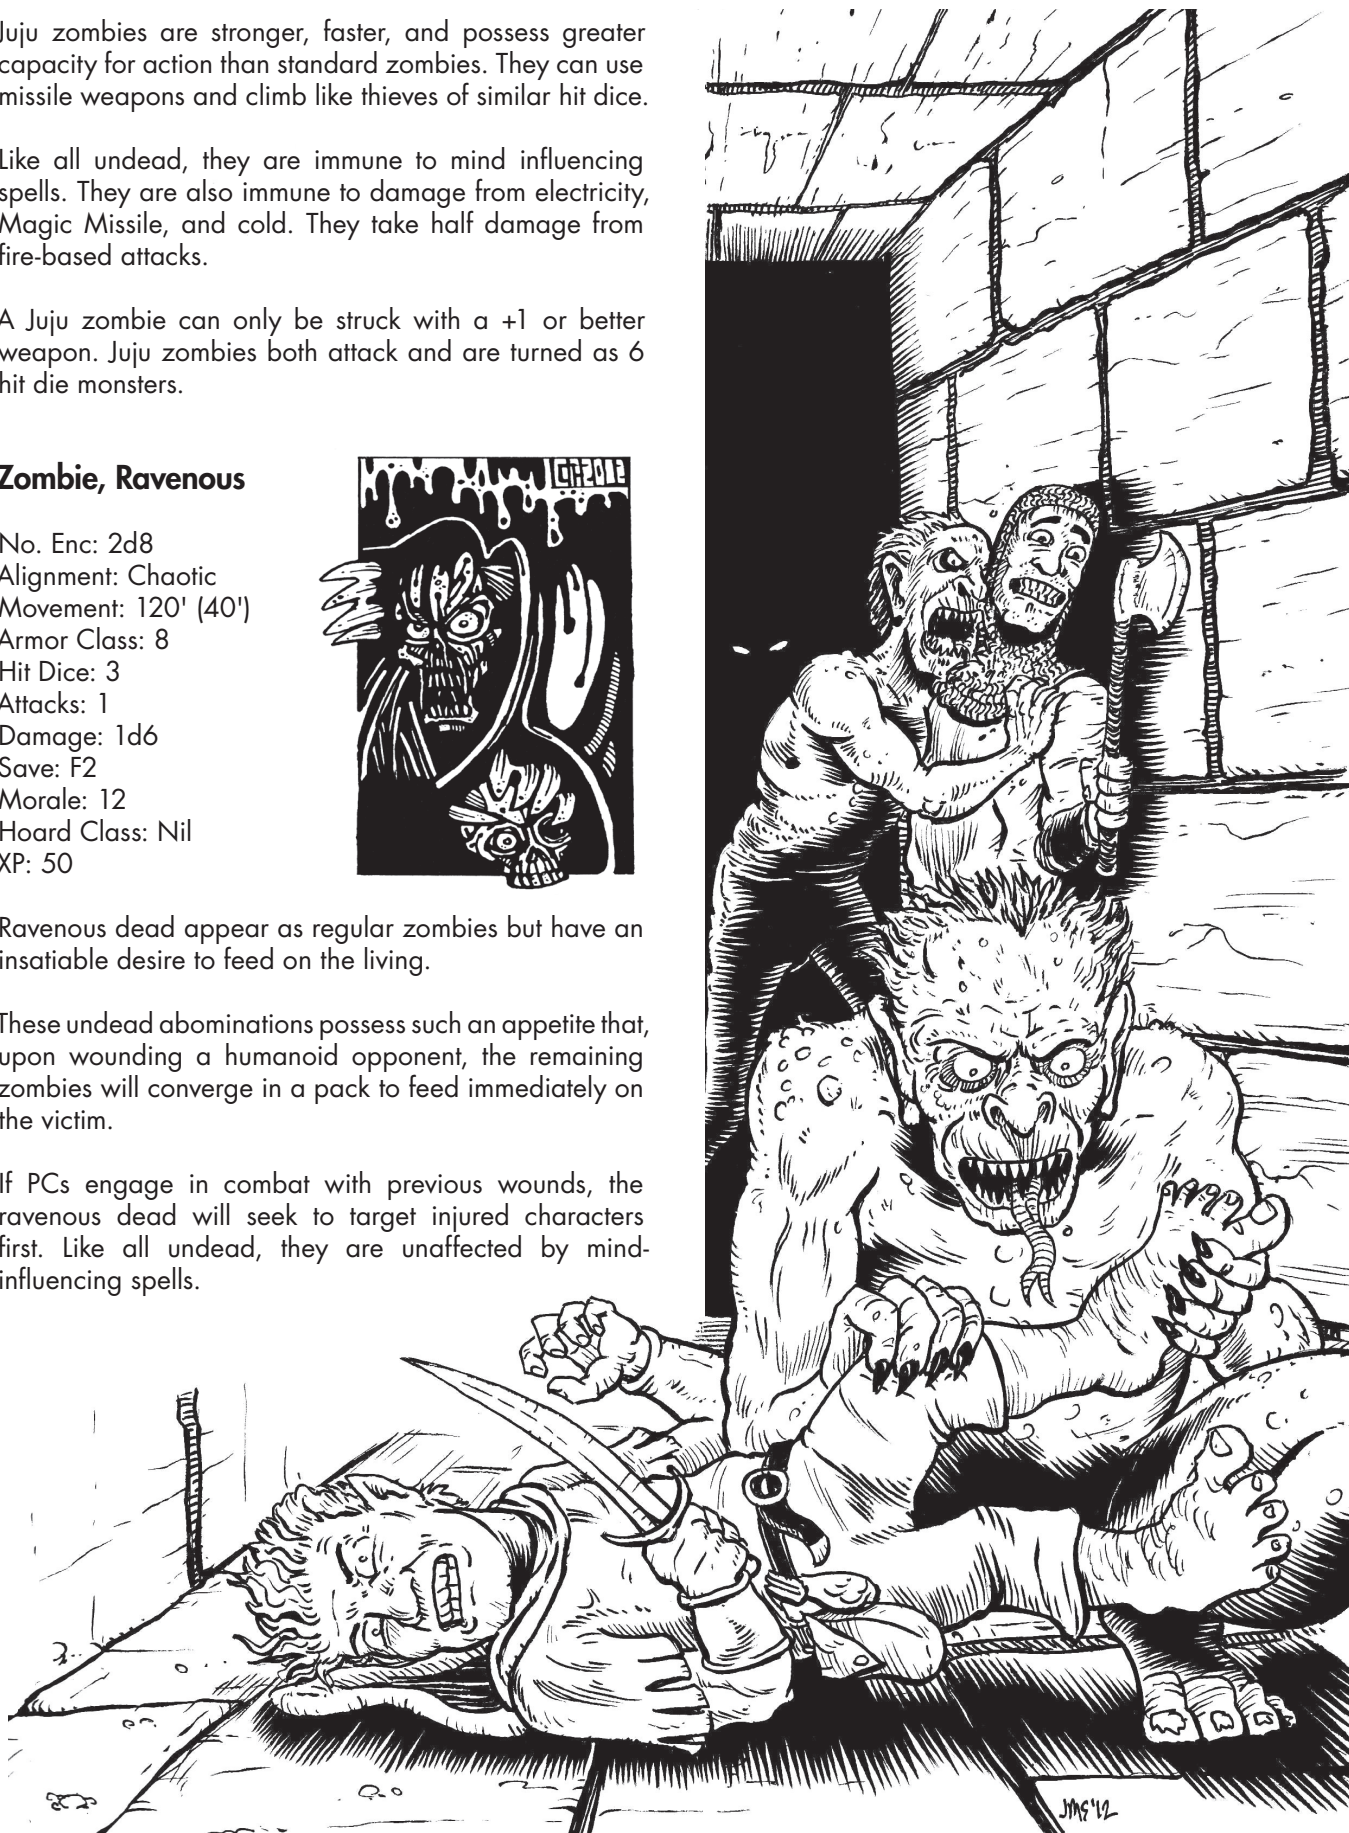 Juju zombies are stronger, faster, and possess greater
capacity for action than standard zombies. They can use
missile weapons and climb like thieves of similar hit dice.
Like all undead, they are immune to mind influencing
spells. They are also immune to damage from electricity,
Magic Missile, and cold. They take half damage from
fire-based attacks.
A Juju zombie can only be struck with a +1 or better
weapon. Juju zombies both attack and are turned as 6
hit die monsters.
Zombie, Ravenous
No. Enc: 2d8
Alignment: Chaotic
Movement: 120' (40')
Armor Class: 8
Hit Dice: 3
Attacks: 1
Damage: 1d6
Save: F2
Morale: 12
Hoard Class: Nil
XP: 50
Ravenous dead appear as regular zombies but have an
insatiable desire to feed on the living.
These undead abominations possess such an appetite that,
upon wounding a humanoid opponent, the remaining
zombies will converge in a pack to feed immediately on
the victim.
If PCs engage in combat with previous wounds, the
ravenous dead will seek to target injured characters
first. Like all undead, they are unaffected by mind-
influencing spells.
JME'12